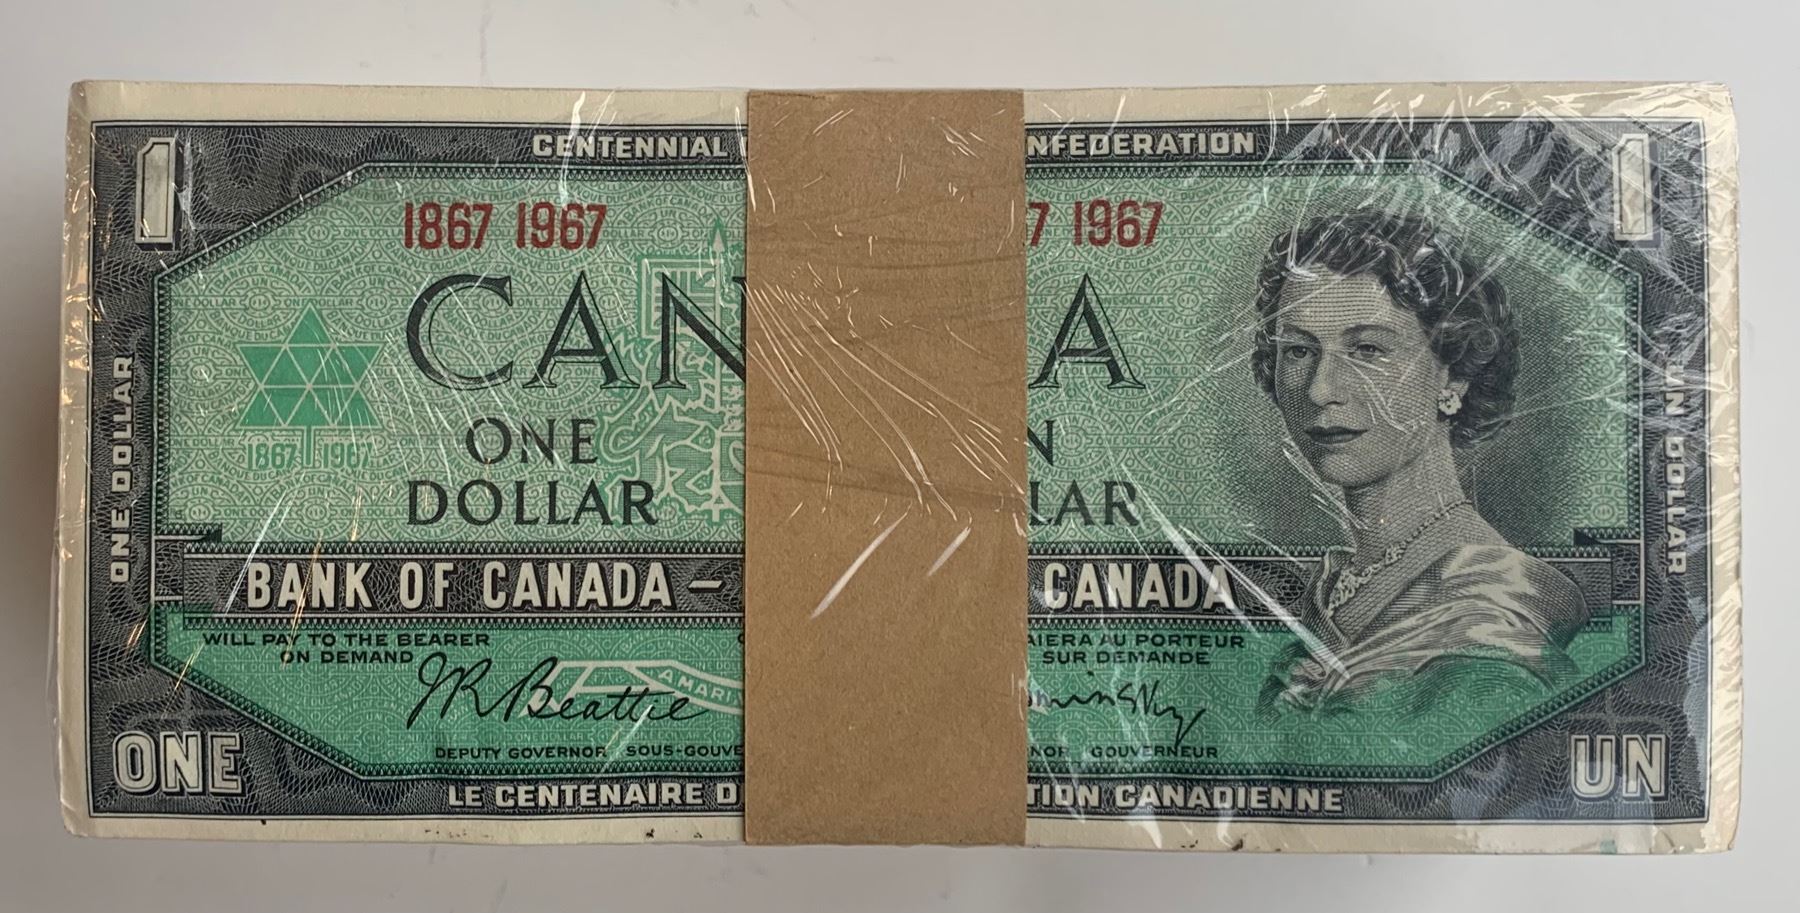 1 CENTENNIAL NFEDERATION 1
1867 1967 7 1967
CAN A
1867 1967
ONE N
DOLLAR LAR
ONE DOLLAR
UN DOLLAR
BANK OF CANADA – CANADA
WILL PAY TO THE BEARER AIERA AU PORTEUR
ON DEMAND SUR DEMANDE
JRBeattie
A MARI
DEPUTY GOVERNOR SOUS-GOUVE NOR GOUVERNEUR
ONE UN
LE CENTENAIRE D TION CANADIENNE